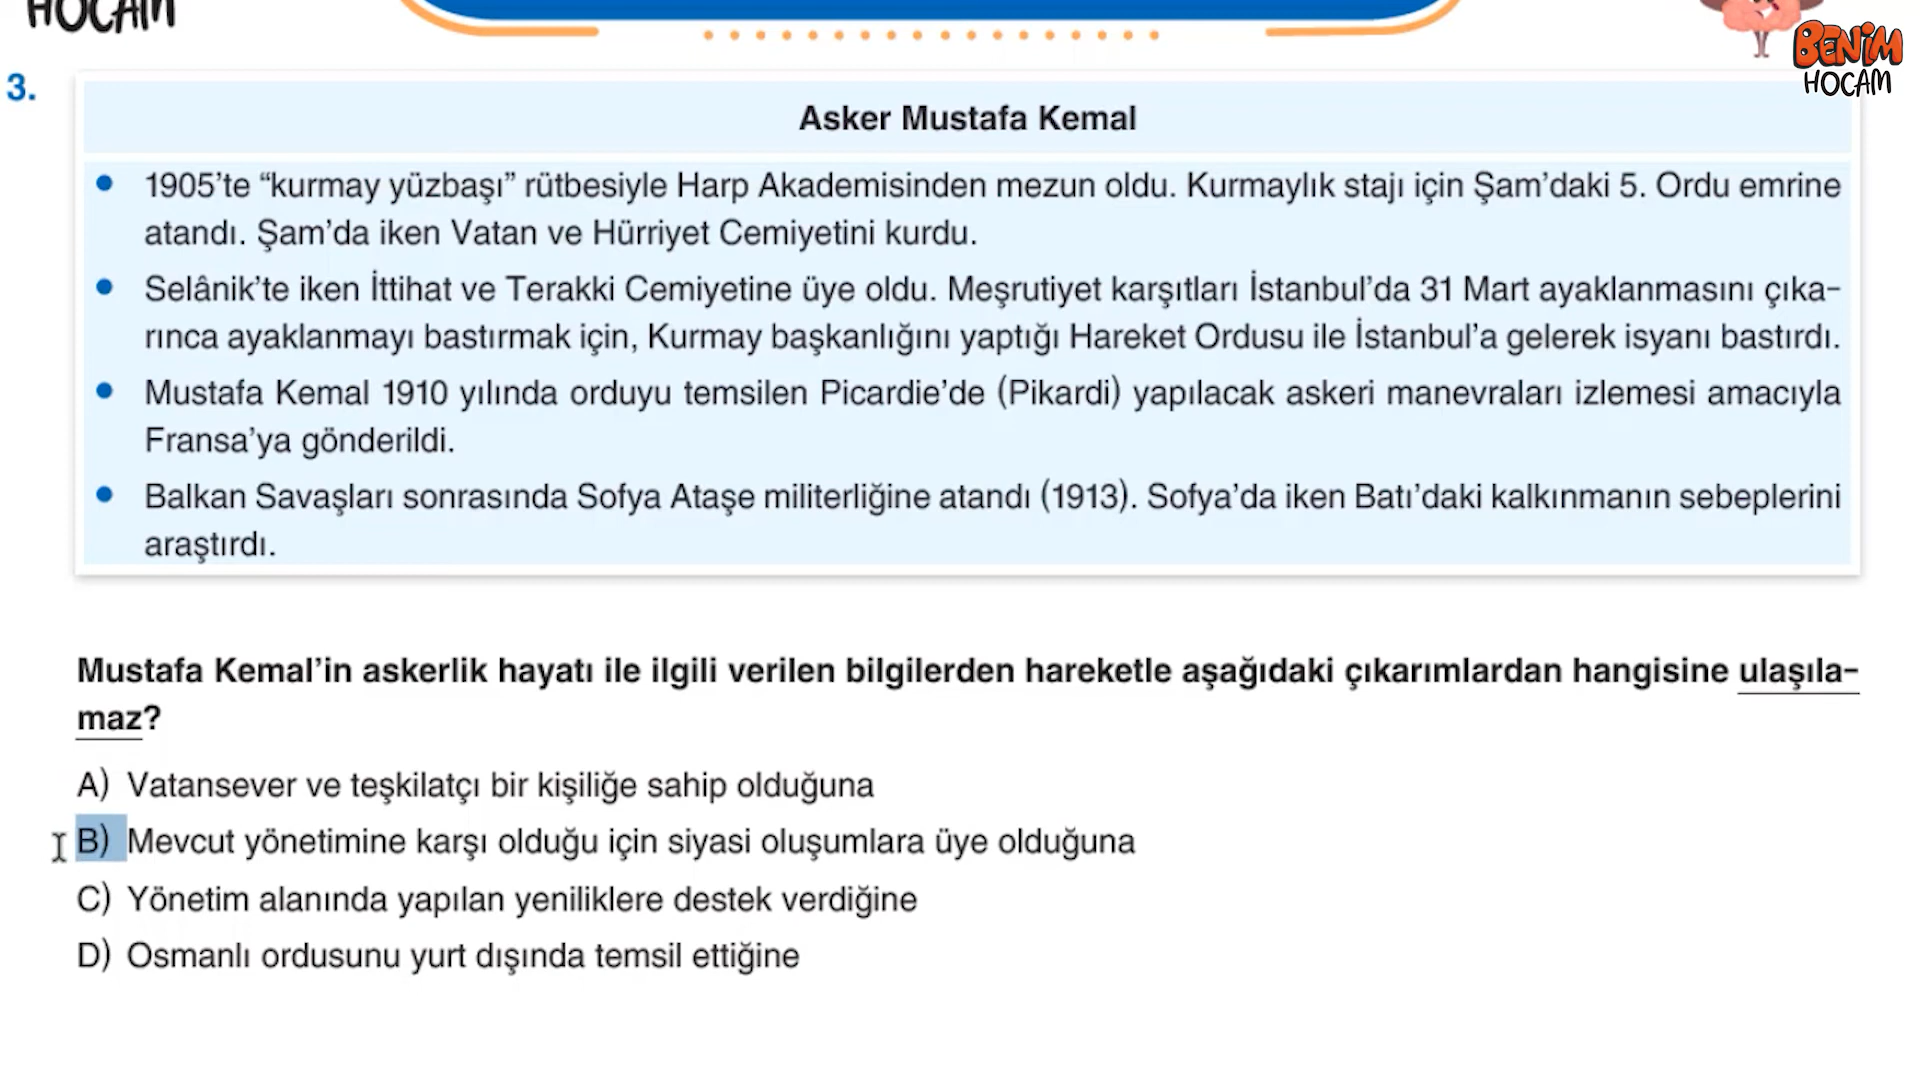 HOCAM
BENİM
HOCAM
3.
Asker Mustafa Kemal
• 1905’te “kurmay yüzbaşı” rütbesiyle Harp Akademisinden mezun oldu. Kurmaylık stajı için Şam’daki 5. Ordu emrine
atandı. Şam’da iken Vatan ve Hürriyet Cemiyetini kurdu.
• Selânik’te iken İttihat ve Terakki Cemiyetine üye oldu. Meşrutiyet karşıtları İstanbul’da 31 Mart ayaklanmasını çıka-
rınca ayaklanmayı bastırmak için, Kurmay başkanlığını yaptığı Hareket Ordusu ile İstanbul’a gelerek isyanı bastırdı.
• Mustafa Kemal 1910 yılında orduyu temsilen Picardie’de (Pikardi) yapılacak askeri manevraları izlemesi amacıyla
Fransa’ya gönderildi.
• Balkan Savaşları sonrasında Sofya Ataşe militerliğine atandı (1913). Sofya’da iken Batı’daki kalkınmanın sebeplerini
araştırdı.
Mustafa Kemal’in askerlik hayatı ile ilgili verilen bilgilerden hareketle aşağıdaki çıkarımlardan hangisine ulaşıla-
maz?
A) Vatansever ve teşkilatçı bir kişiliğe sahip olduğuna
B) Mevcut yönetimine karşı olduğu için siyasi oluşumlara üye olduğuna
C) Yönetim alanında yapılan yeniliklere destek verdiğine
D) Osmanlı ordusunu yurt dışında temsil ettiğine